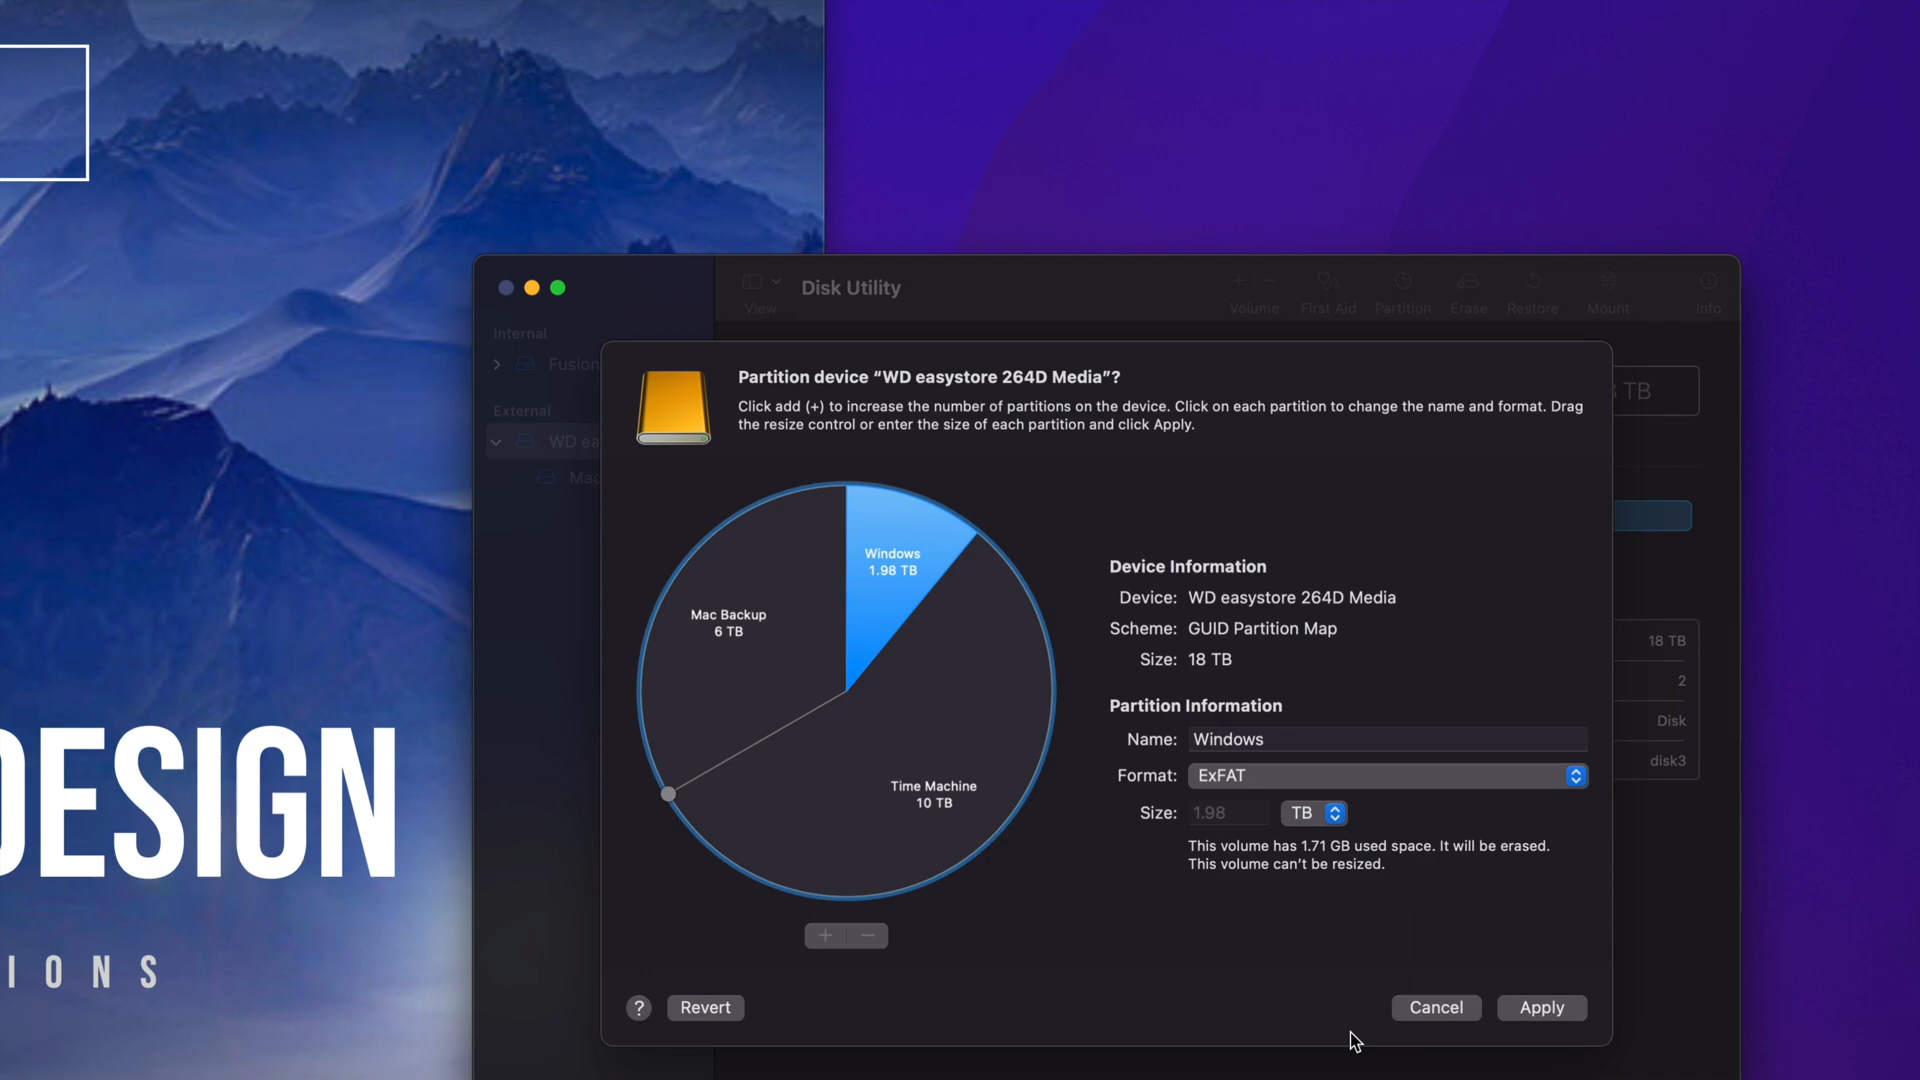 DESIGN
IONS
Disk Utility
View
Volume
First Aid
Partition
Erase
Restore
Mount
Info
Internal
Fusion
External
WD ea
Mac
TB
Partition device “WD easystore 264D Media”?
Click add (+) to increase the number of partitions on the device. Click on each partition to change the name and format. Drag
the resize control or enter the size of each partition and click Apply.
Windows
1.98 TB
Mac Backup
6 TB
Time Machine
10 TB
Device Information
Device: WD easystore 264D Media
Scheme: GUID Partition Map
Size: 18 TB
Partition Information
Name: Windows
Format: ExFAT
Size: 1.98 TB
This volume has 1.71 GB used space. It will be erased.
This volume can’t be resized.
18 TB
2
Disk
disk3
+ −
? Revert
Cancel
Apply